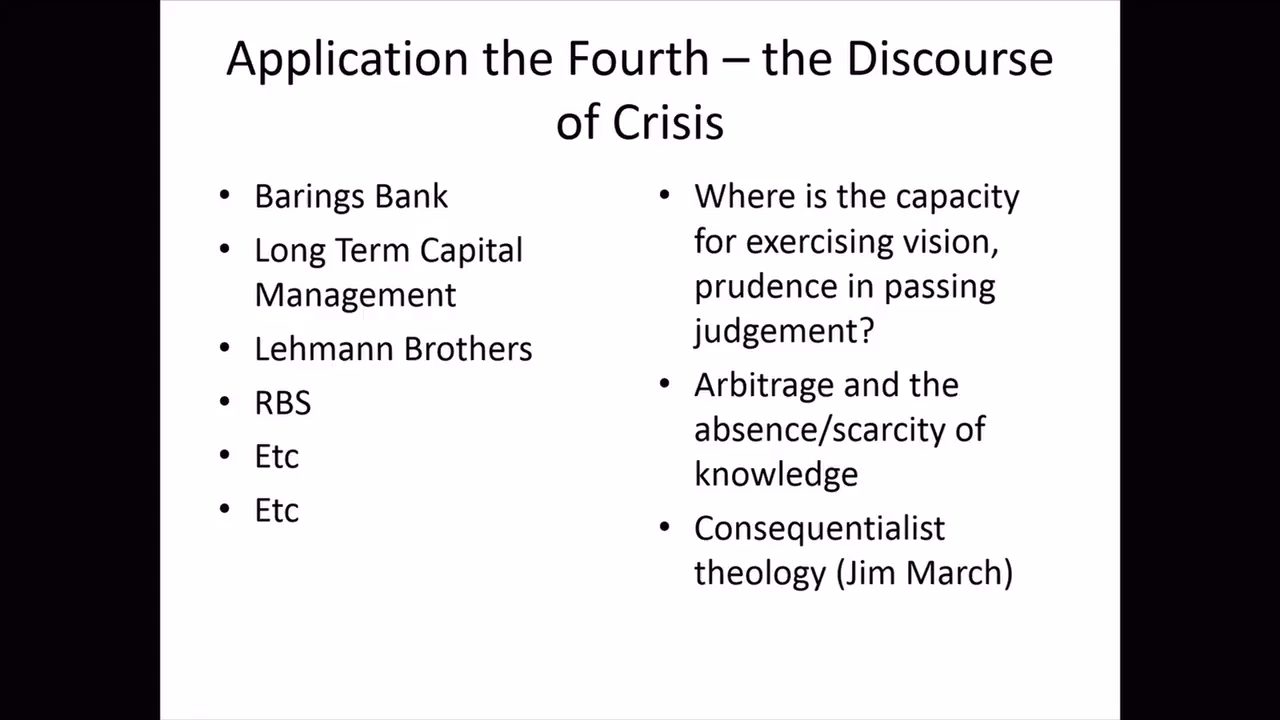 Application the Fourth – the Discourse
of Crisis
• Barings Bank
• Long Term Capital
Management
• Lehmann Brothers
• RBS
• Etc
• Etc
• Where is the capacity
for exercising vision,
prudence in passing
judgement?
• Arbitrage and the
absence/scarcity of
knowledge
• Consequentialist
theology (Jim March)